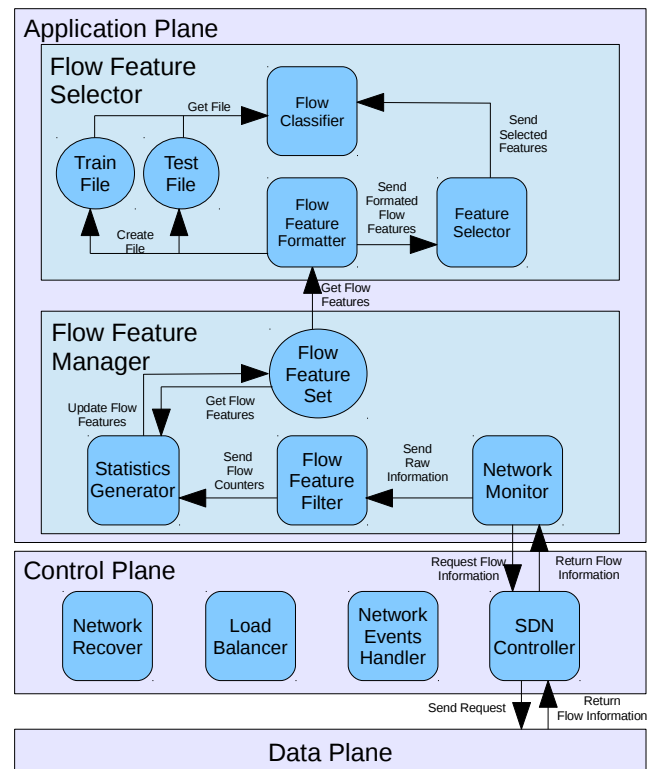 Application Plane
Flow Feature
Selector
Flow
Classifier
Get File
Send
Selected
Features
Train
File
Test
File
Flow
Feature
Formatter
Send
Formated
Flow
Features
Feature
Selector
Create
File
Get Flow
Features
Flow Feature
Manager
Flow
Feature
Set
Update Flow
Features
Get Flow
Features
Statistics
Generator
Send
Flow
Counters
Flow
Feature
Filter
Send
Raw
Information
Network
Monitor
Request Flow
Information
Return Flow
Information
Control Plane
Network
Recover
Load
Balancer
Network
Events
Handler
SDN
Controller
Send Request
Return
Flow Information
Data Plane